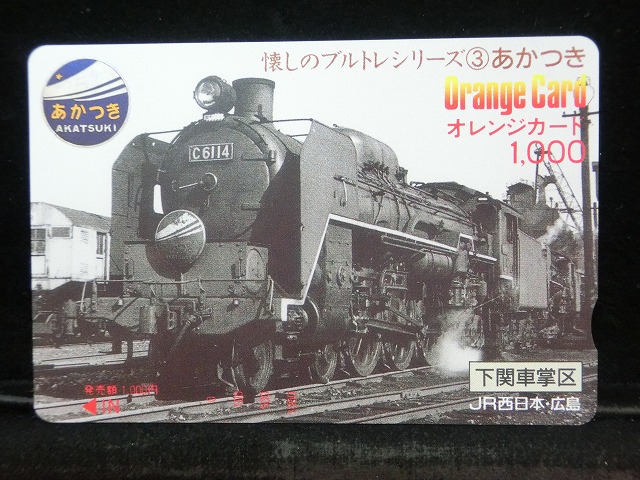 懐しのブルトレシリーズ③あかつき
あかつき
AKATSUKI
Orange Card
オレンジカード
1,000
C6114
下関車掌区
JR西日本・広島
発売額 1,000円
◀IN